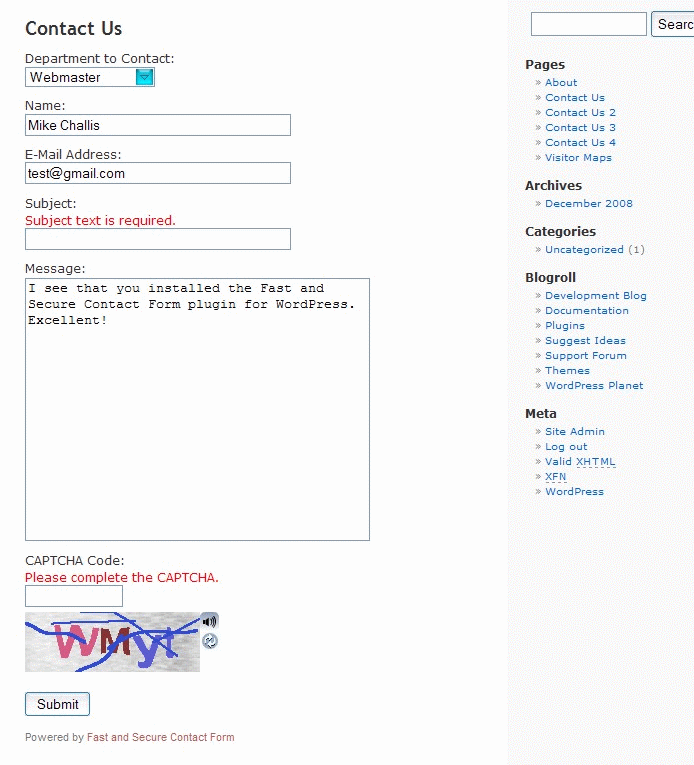 Contact Us
Department to Contact:
Webmaster
Name:
Mike Challis
E-Mail Address:
test@gmail.com
Subject:
Subject text is required.
Message:
I see that you installed the Fast and
Secure Contact Form plugin for WordPress.
Excellent!
CAPTCHA Code:
Please complete the CAPTCHA.
WMyt
Submit
Powered by Fast and Secure Contact Form
Searc
Pages
» About
» Contact Us
» Contact Us 2
» Contact Us 3
» Contact Us 4
» Visitor Maps
Archives
» December 2008
Categories
» Uncategorized (1)
Blogroll
» Development Blog
» Documentation
» Plugins
» Suggest Ideas
» Support Forum
» Themes
» WordPress Planet
Meta
» Site Admin
» Log out
» Valid XHTML
» XFN
» WordPress